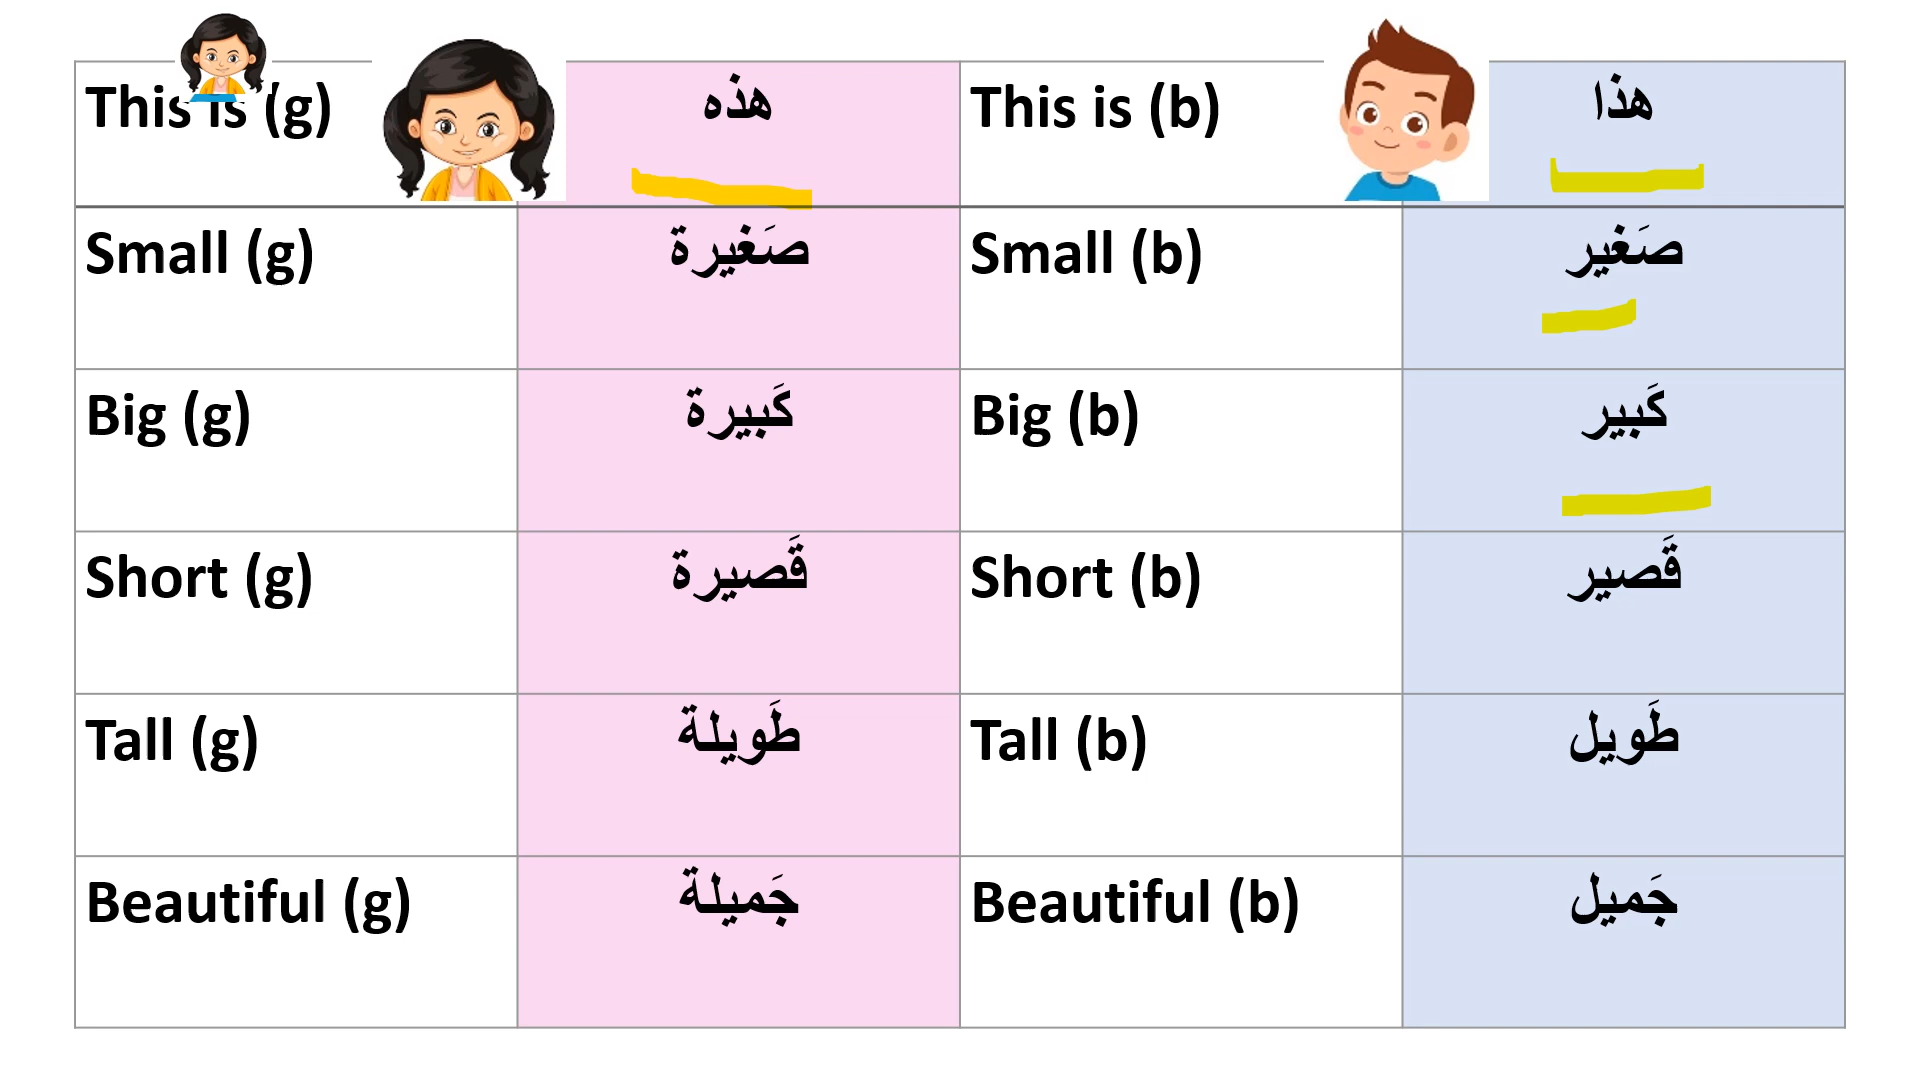 This is (g)
هذه
This is (b)
هذا
Small (g)
صَغيرة
Small (b)
صَغير
Big (g)
كَبيرة
Big (b)
كَبير
Short (g)
قَصيرة
Short (b)
قَصير
Tall (g)
طَويلة
Tall (b)
طَويل
Beautiful (g)
جَميلة
Beautiful (b)
جَميل